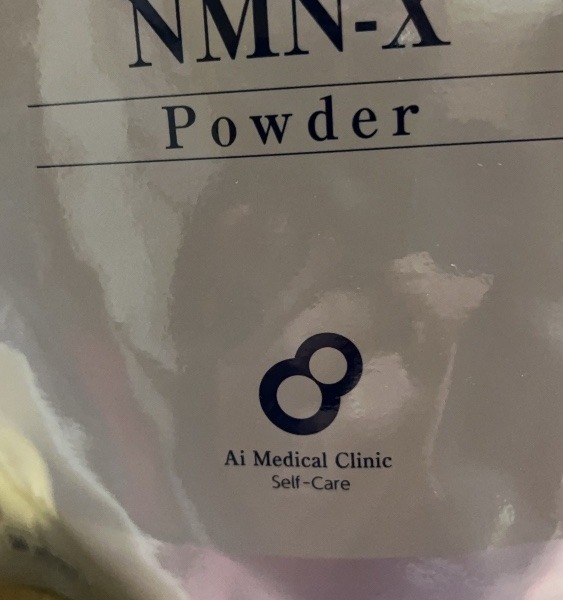 NMN-X
Powder
Ai Medical Clinic
Self-Care